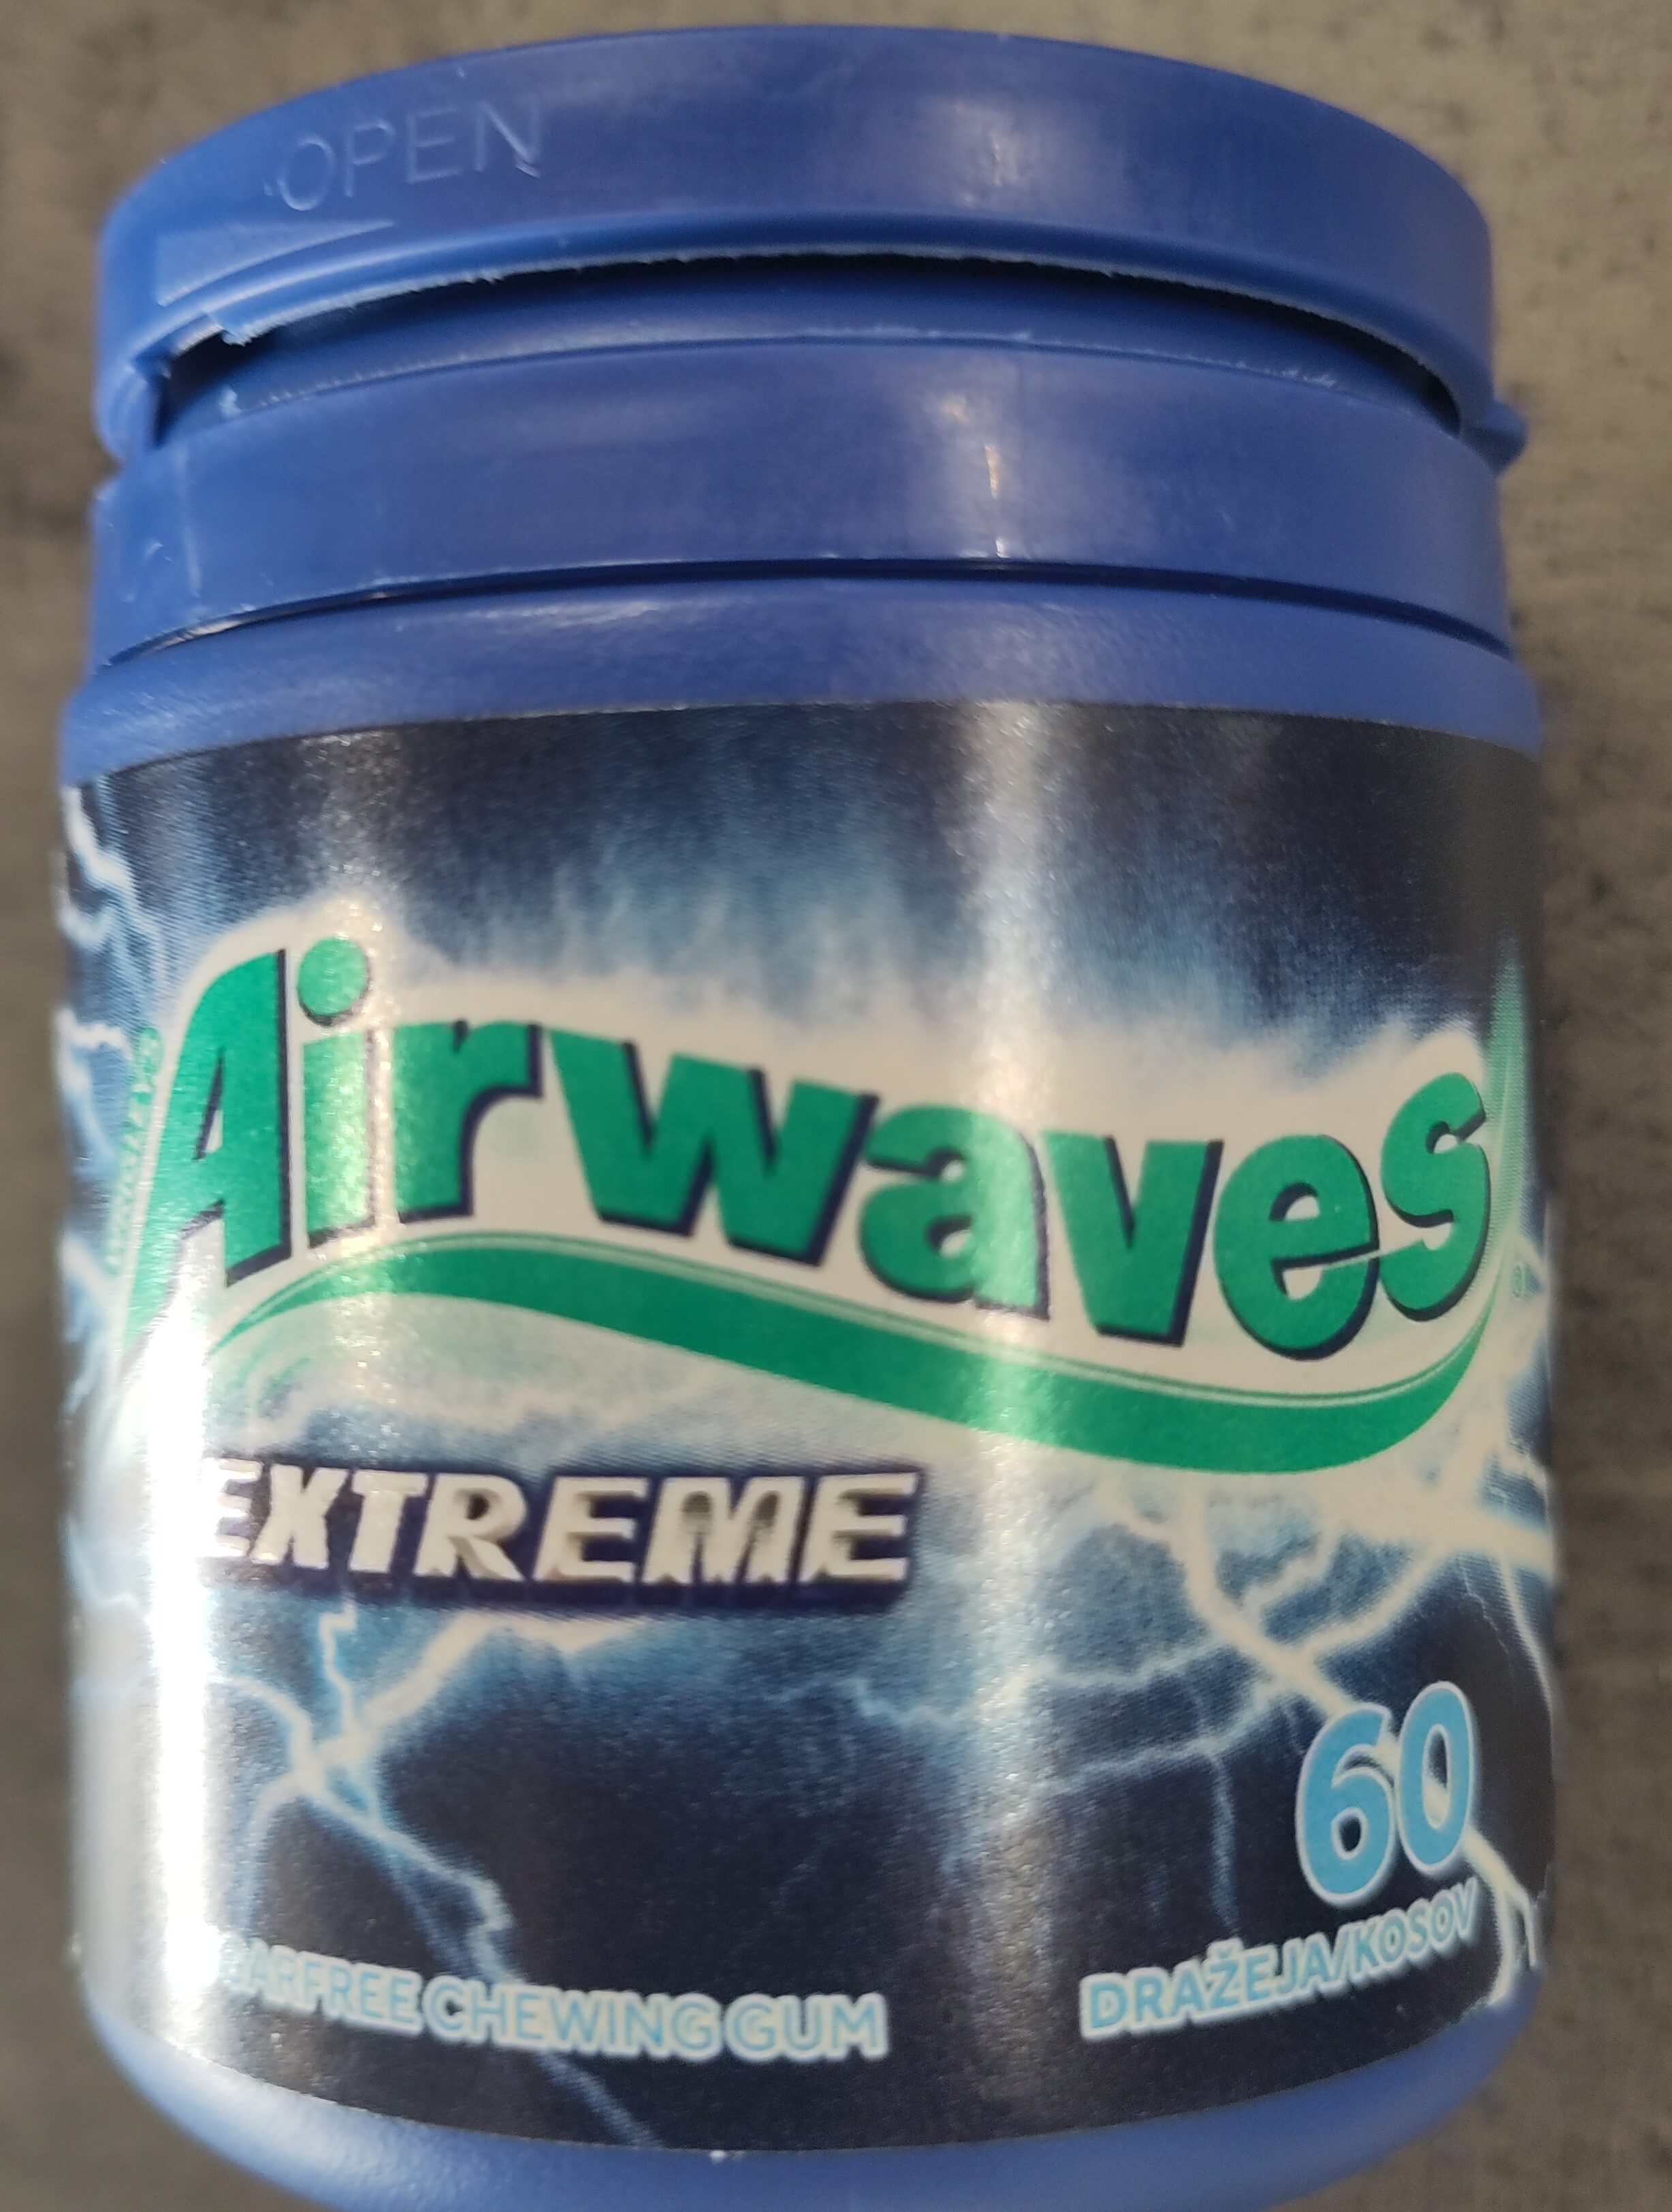 OPEN
Airwaves
EXTREME
60
DRAŽEJA/KOSOV
CHEWING GUM